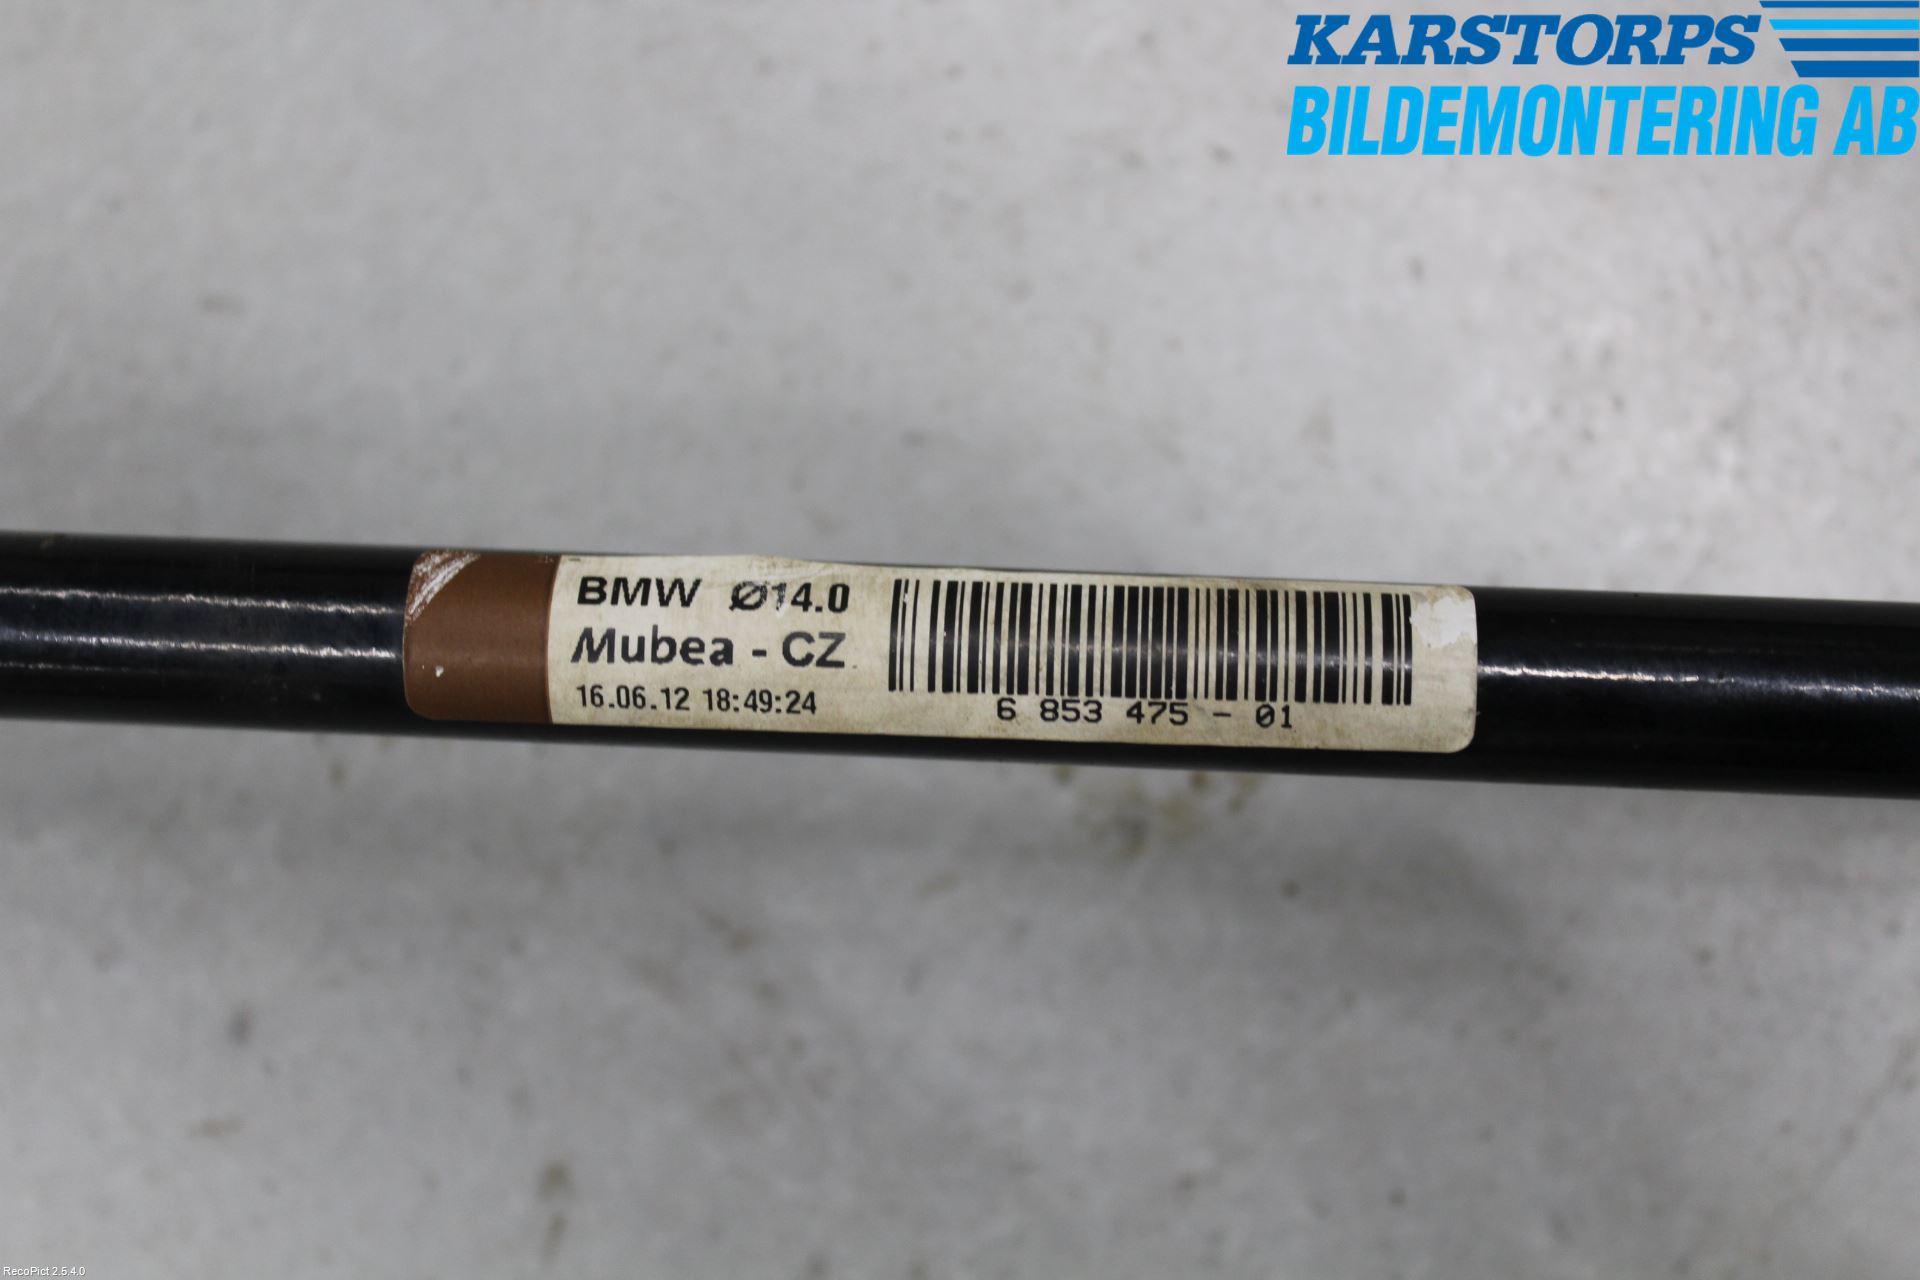 KARSTORPS
BILDEMONTERING AB
BMW Ø14.0
Mubea - CZ
16.06.12 18:49:24
6 853 475 - 01
RecoPict 2.5.4.0